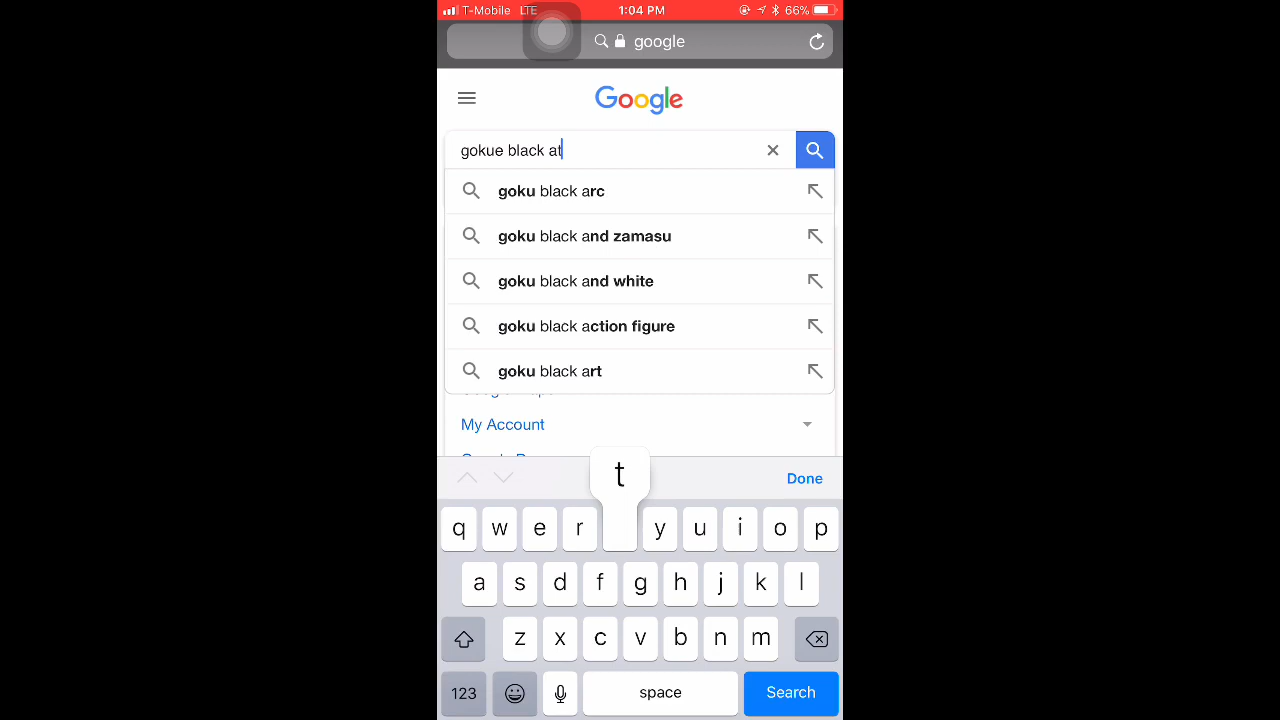 T-Mobile LTE 1:04 PM 66%
google
Google
gokue black at
goku black arc
goku black and zamasu
goku black and white
goku black action figure
goku black art
My Account
t
Done
q w e r y u i o p
a s d f g h j k l
z x c v b n m
123 space Search